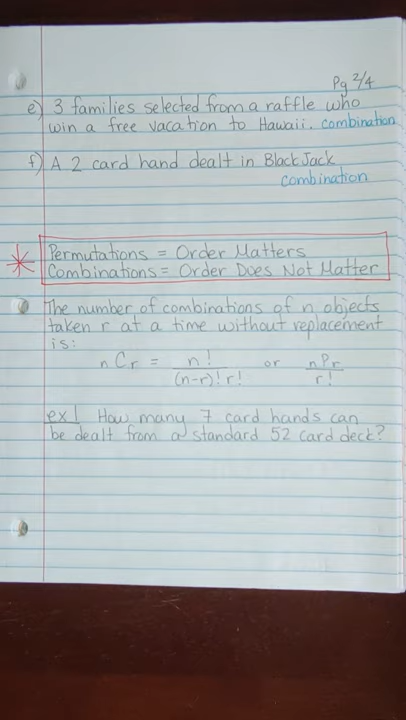 Pg 2/4
e) 3 families selected from a raffle who
win a free vacation to Hawaii. combination
f) A 2 card hand dealt in BlackJack
combination
* Permutations = Order Matters
Combinations = Order Does Not Matter
The number of combinations of n objects
taken r at a time without replacement
is:
nCr = n!/(n-r)! r! or nPr/r!
ex1 How many 7 card hands can
be dealt from a standard 52 card deck?